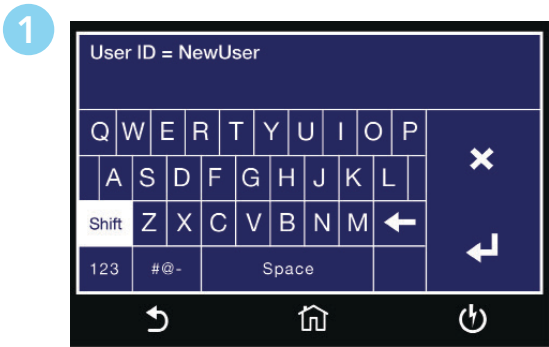 1
User ID = NewUser
Q W E R T Y U I O P
A S D F G H J K L
Shift Z X C V B N M
123 #@- Space